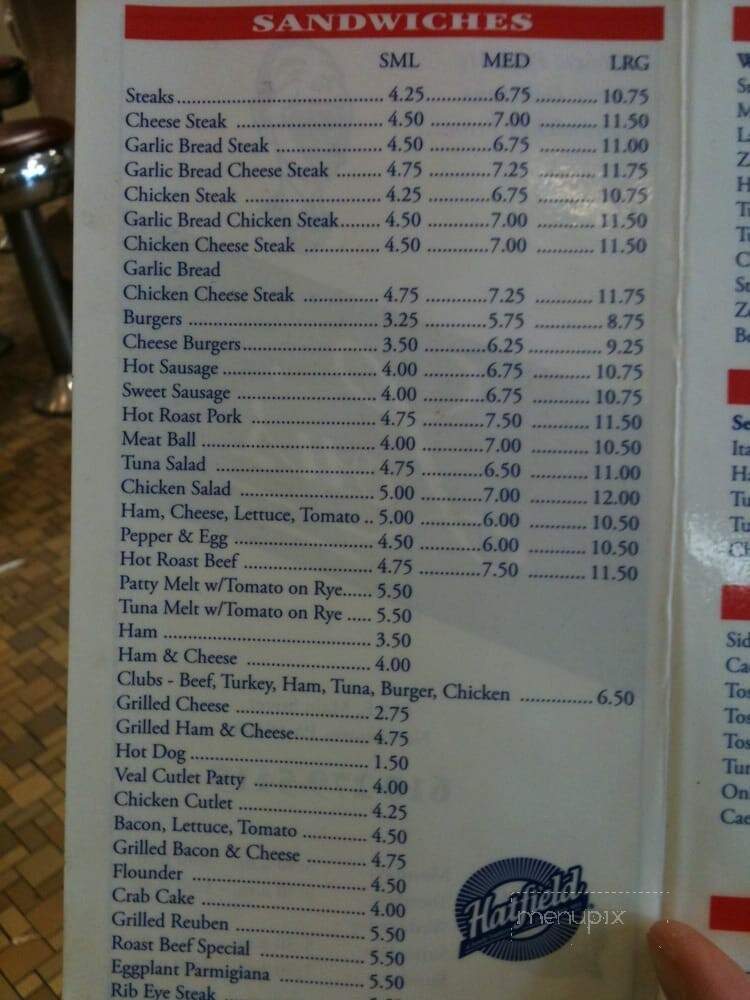 SANDWICHES
SML MED LRG
Steaks 4.25 6.75 10.75
Cheese Steak 4.50 7.00 11.50
Garlic Bread Steak 4.50 6.75 11.00
Garlic Bread Cheese Steak 4.75 7.25 11.75
Chicken Steak 4.25 6.75 10.75
Garlic Bread Chicken Steak 4.50 7.00 11.50
Chicken Cheese Steak 4.50 7.00 11.50
Garlic Bread
Chicken Cheese Steak 4.75 7.25 11.75
Burgers 3.25 5.75 8.75
Cheese Burgers 3.50 6.25 9.25
Hot Sausage 4.00 6.75 10.75
Sweet Sausage 4.00 6.75 10.75
Hot Roast Pork 4.75 7.50 11.50
Meat Ball 4.00 7.00 10.50
Tuna Salad 4.75 6.50 11.00
Chicken Salad 5.00 7.00 12.00
Ham, Cheese, Lettuce, Tomato 5.00 6.00 10.50
Pepper & Egg 4.50 6.00 10.50
Hot Roast Beef 4.75 7.50 11.50
Patty Melt w/Tomato on Rye 5.50
Tuna Melt w/Tomato on Rye 5.50
Ham 3.50
Ham & Cheese 4.00
Clubs - Beef, Turkey, Ham, Tuna, Burger, Chicken 6.50
Grilled Cheese 2.75
Grilled Ham & Cheese 4.75
Hot Dog 1.50
Veal Cutlet Patty 4.00
Chicken Cutlet 4.25
Bacon, Lettuce, Tomato 4.50
Grilled Bacon & Cheese 4.75
Flounder 4.50
Crab Cake 4.00
Grilled Reuben 5.50
Roast Beef Special 5.50
Eggplant Parmigiana 5.50
Rib Eye Steak
Hatfield
menupix